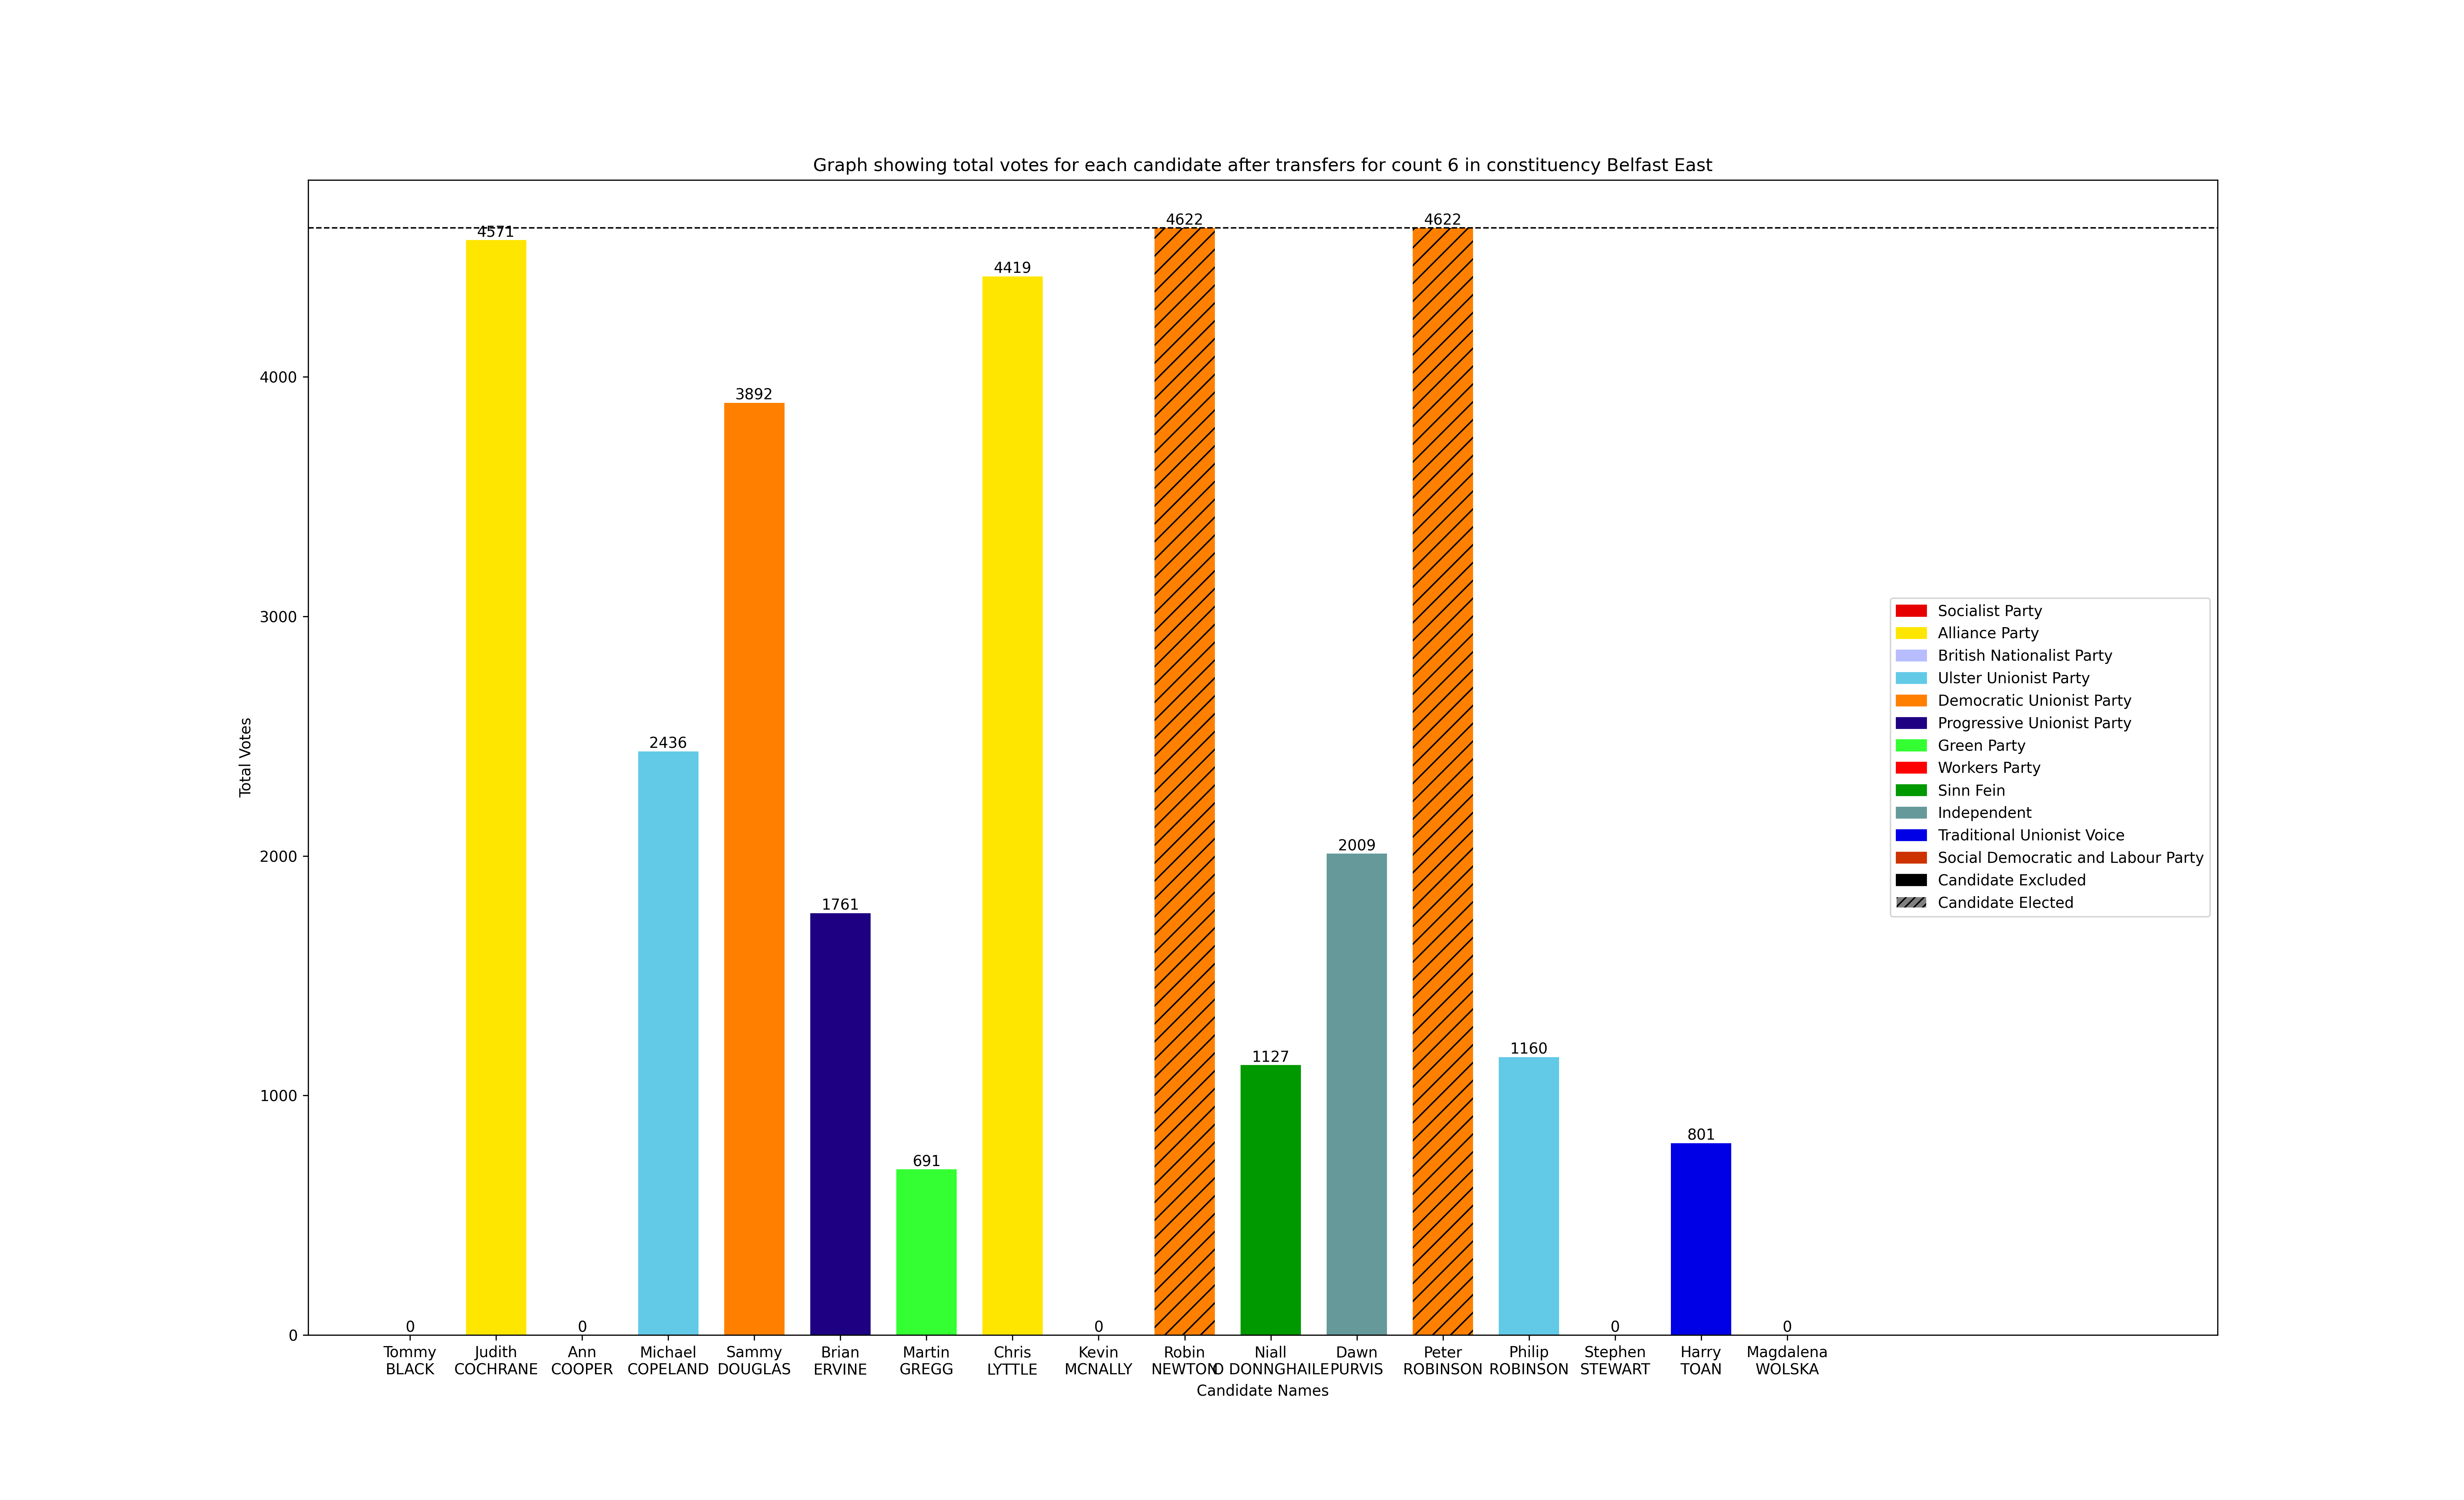 Graph showing total votes for each candidate after transfers for count 6 in constituency Belfast East
Total Votes
4000
3000
2000
1000
0
0
4571
0
2436
3892
1761
691
4419
0
4622
1127
2009
4622
1160
0
801
0
Tommy
BLACK
Judith
COCHRANE
Ann
COOPER
Michael
COPELAND
Sammy
DOUGLAS
Brian
ERVINE
Martin
GREGG
Chris
LYTTLE
Kevin
MCNALLY
Robin
NEWTON
Niall
O DONNGHAILE
Dawn
PURVIS
Peter
ROBINSON
Philip
ROBINSON
Stephen
STEWART
Harry
TOAN
Magdalena
WOLSKA
Candidate Names
Socialist Party
Alliance Party
British Nationalist Party
Ulster Unionist Party
Democratic Unionist Party
Progressive Unionist Party
Green Party
Workers Party
Sinn Fein
Independent
Traditional Unionist Voice
Social Democratic and Labour Party
Candidate Excluded
Candidate Elected